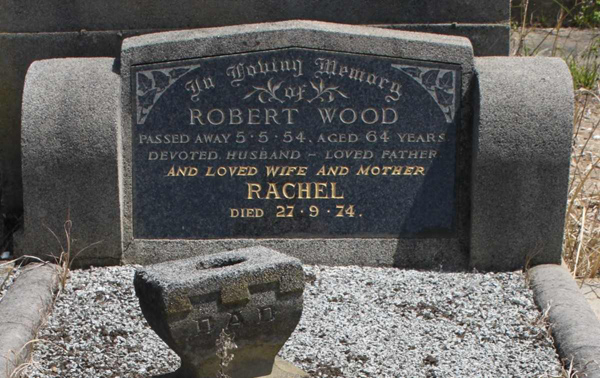 In Loving Memory
of
ROBERT WOOD
PASSED AWAY 5·5·54. AGED 64 YEARS
DEVOTED HUSBAND – LOVED FATHER
AND LOVED WIFE AND MOTHER
RACHEL
DIED 27·9·74.
DAD